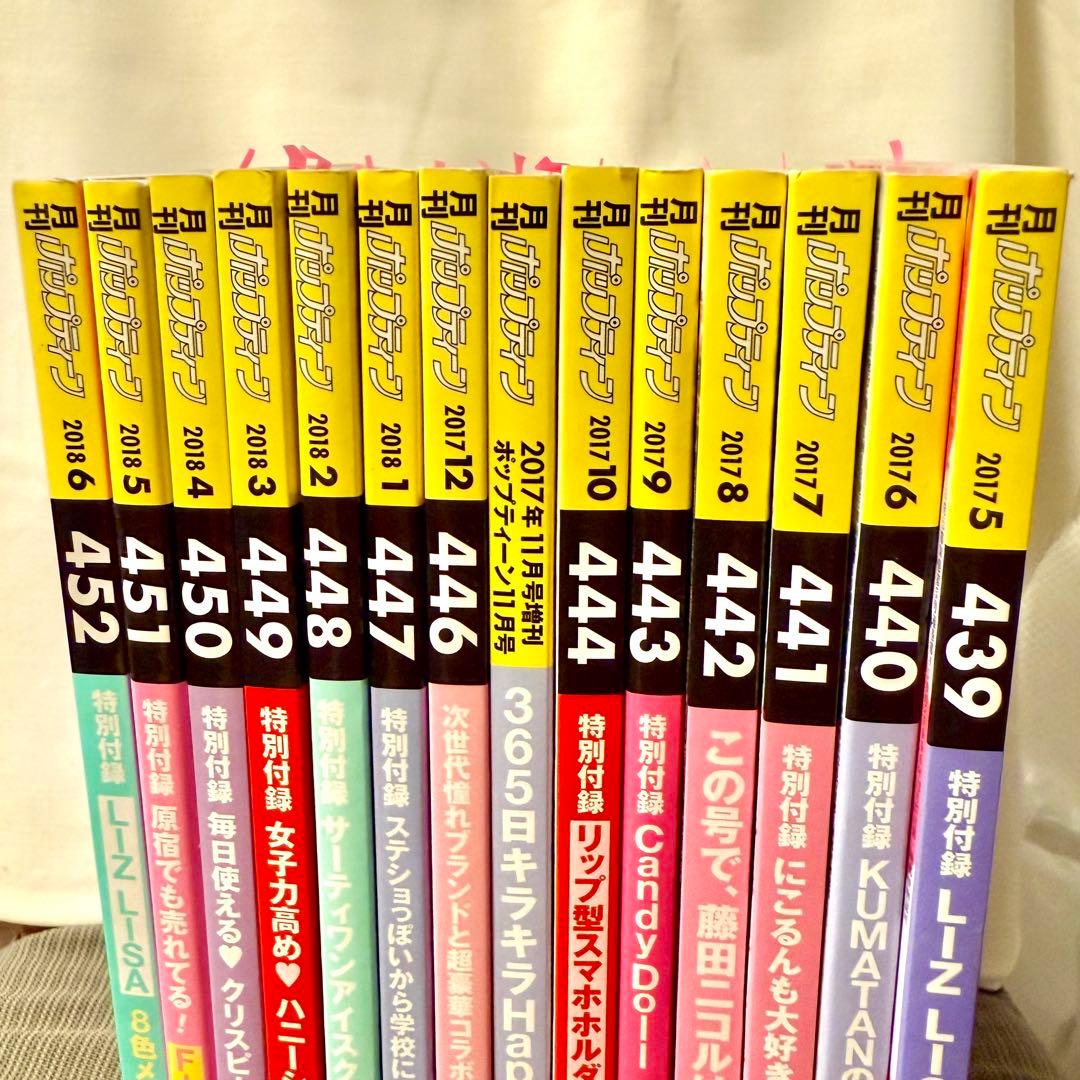 月刊 ポップティーン 2018 6 452 特別付録 LIZ LISA 8色
月刊 ポップティーン 2018 5 451 特別付録 原宿でも売れてる!
月刊 ポップティーン 2018 4 450 特別付録 毎日使える♥ クリスピ
月刊 ポップティーン 2018 3 449 特別付録 女子力高め♥ ハニー
月刊 ポップティーン 2018 2 448 特別付録 サーティワンアイスク
月刊 ポップティーン 2018 1 447 特別付録 ステショっぽいから学校に
月刊 ポップティーン 2017 12 446 次世代憧れブランドと超豪華コラボ
月刊 ポップティーン 2017年11月号増刊
ポップティーン11月号
365日キラキラHap
月刊 ポップティーン 2017 10 444 特別付録 リップ型スマホホルダ
月刊 ポップティーン 2017 9 443 特別付録 CandyDoll
月刊 ポップティーン 2017 8 442 この号で、藤田ニコル
月刊 ポップティーン 2017 7 441 特別付録 にこるんも大好き
月刊 ポップティーン 2017 6 440 特別付録 KUMATANの
月刊 ポップティーン 2017 5 439 特別付録 LIZ LI